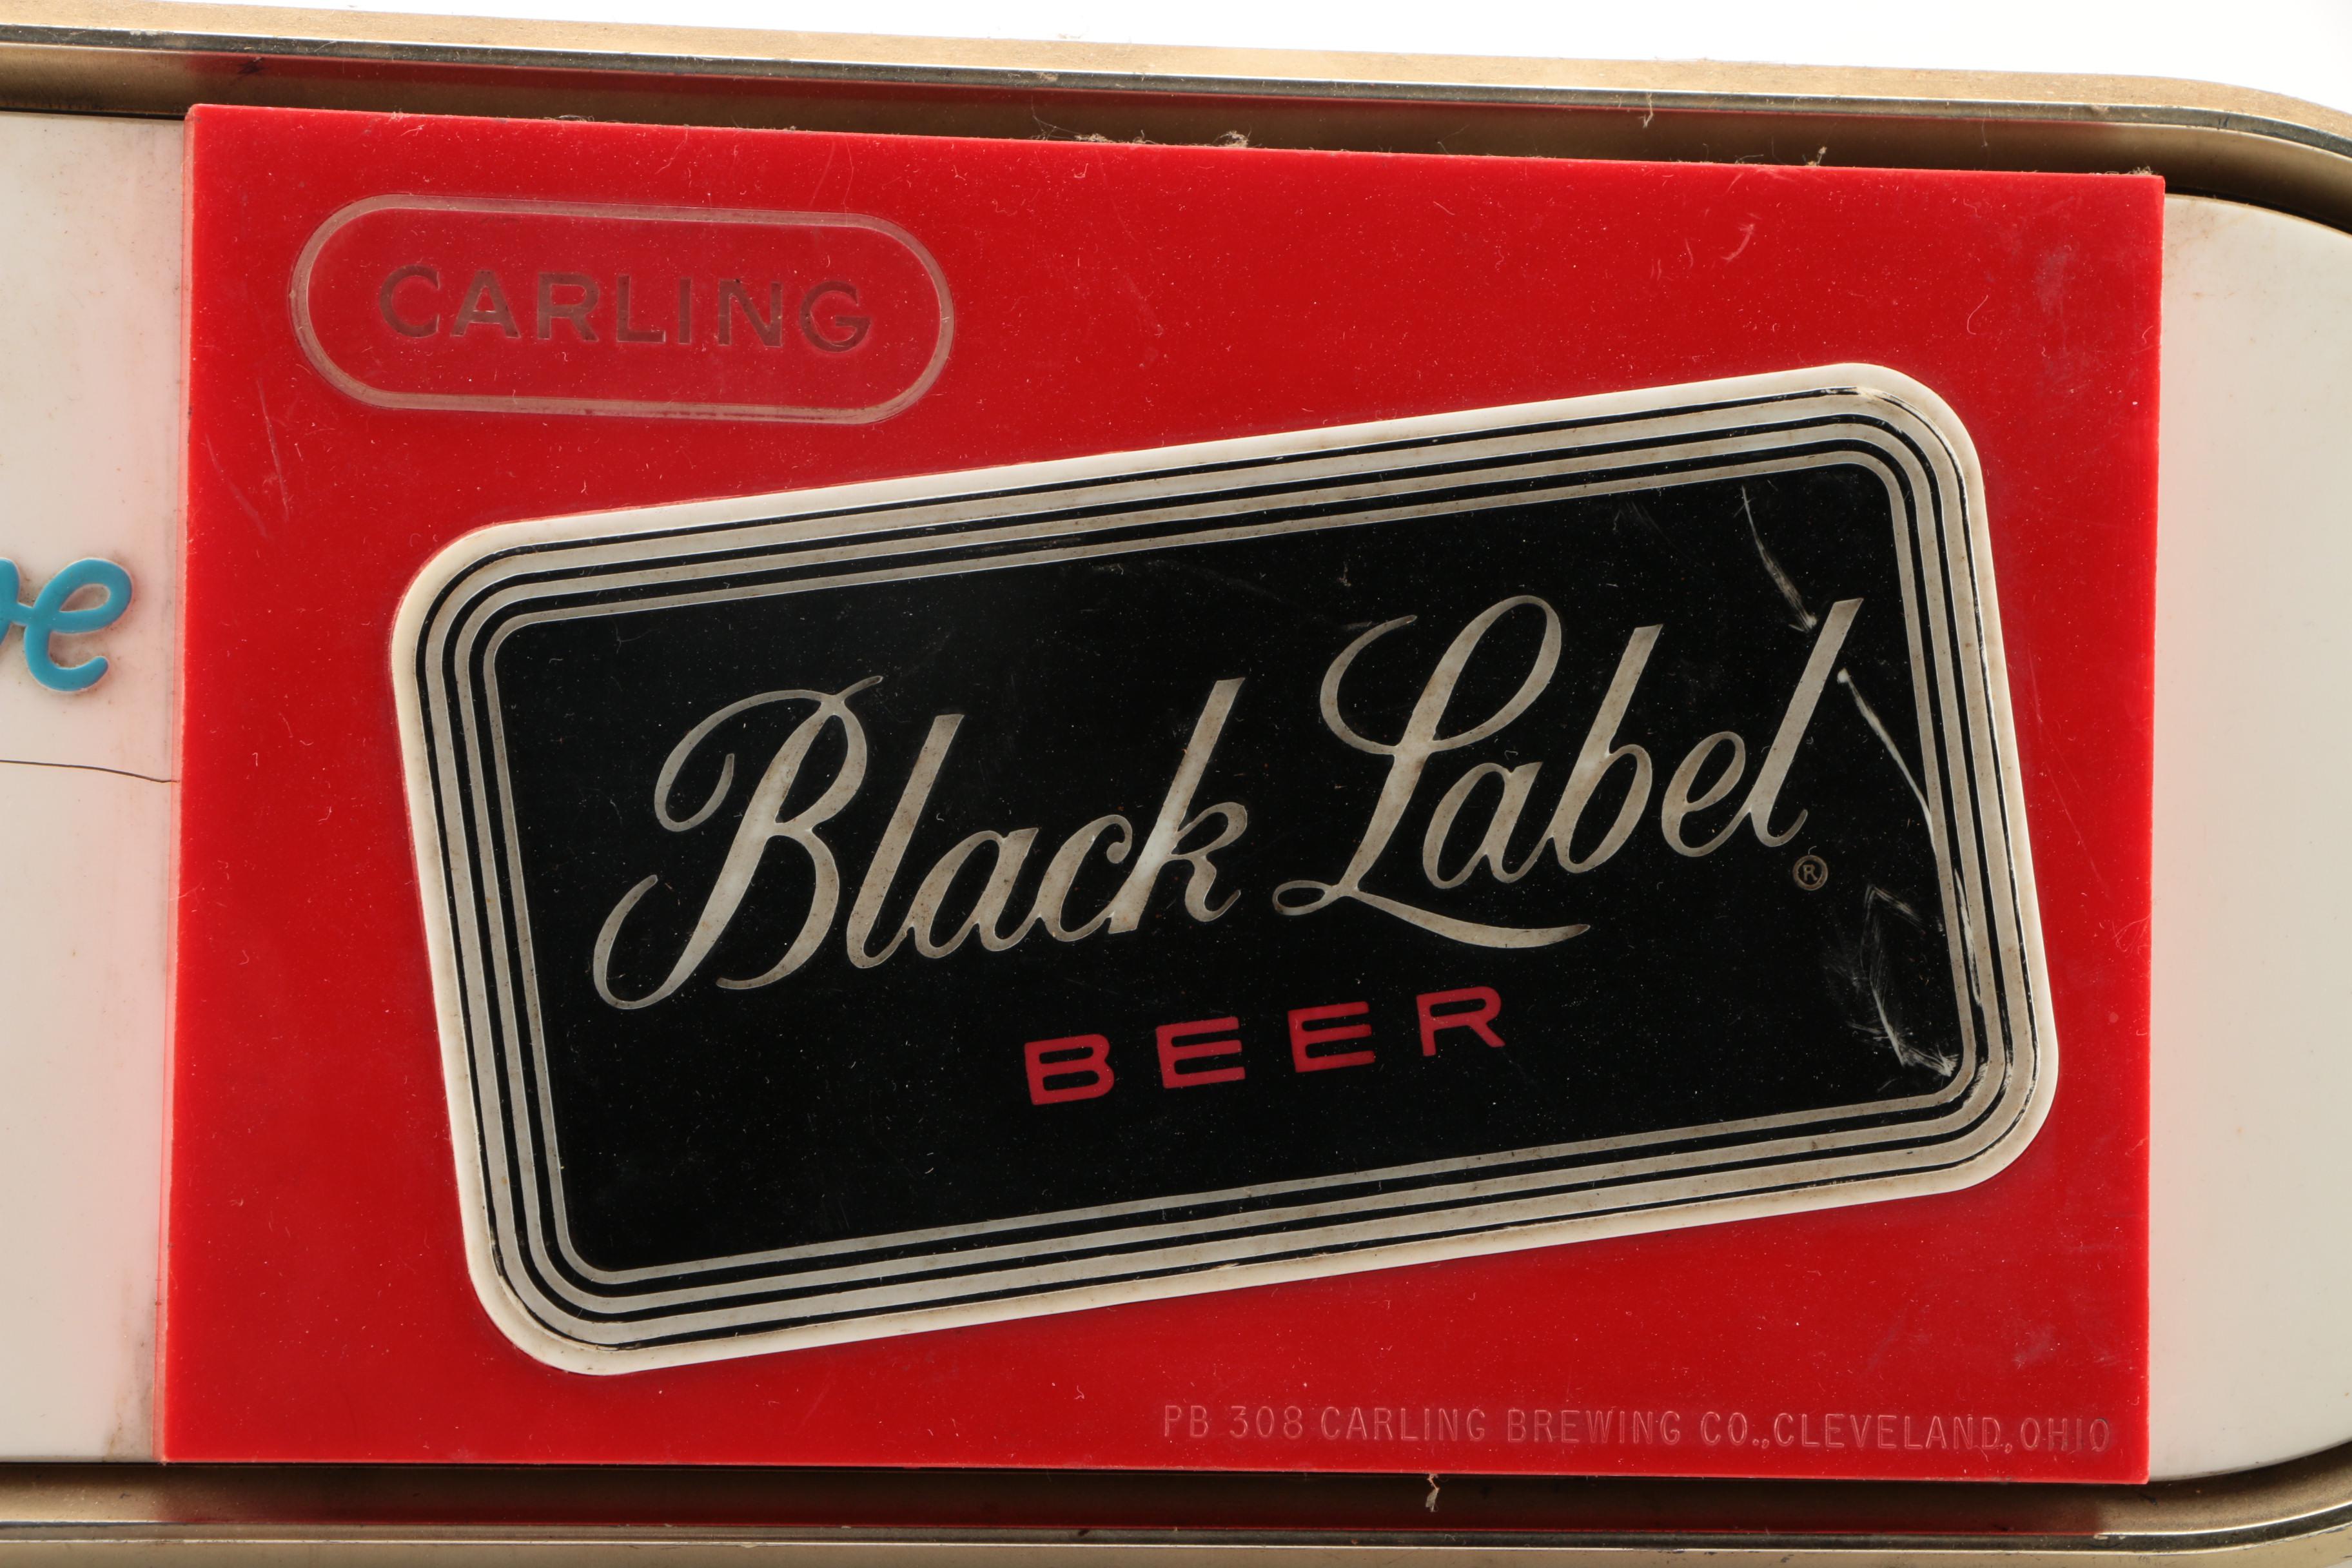 CARLING
Black Label ®
BEER
PB 308 CARLING BREWING CO., CLEVELAND, OHIO